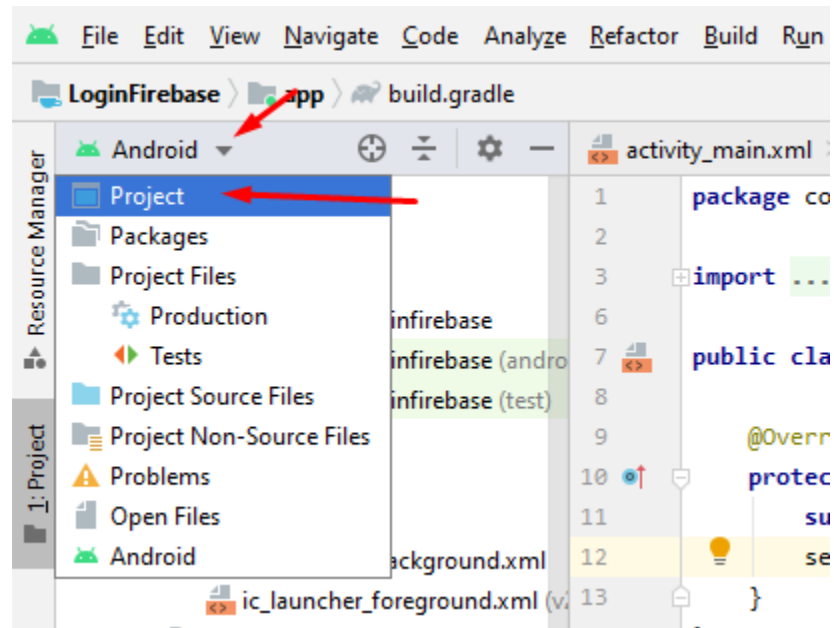 File Edit View Navigate Code Analyze Refactor Build Run
LoginFirebase app build.gradle
Android
activity_main.xml
Resource Manager
1: Project
Project
Packages
Project Files
Production
Tests
Project Source Files
Project Non-Source Files
Problems
Open Files
Android
infirebase
infirebase (andro
infirebase (test)
ackground.xml
ic_launcher_foreground.xml (v
1 package co
2
3 import ...
6
7 public cla
8
9 @Overr
10 protec
11 su
12 se
13 }